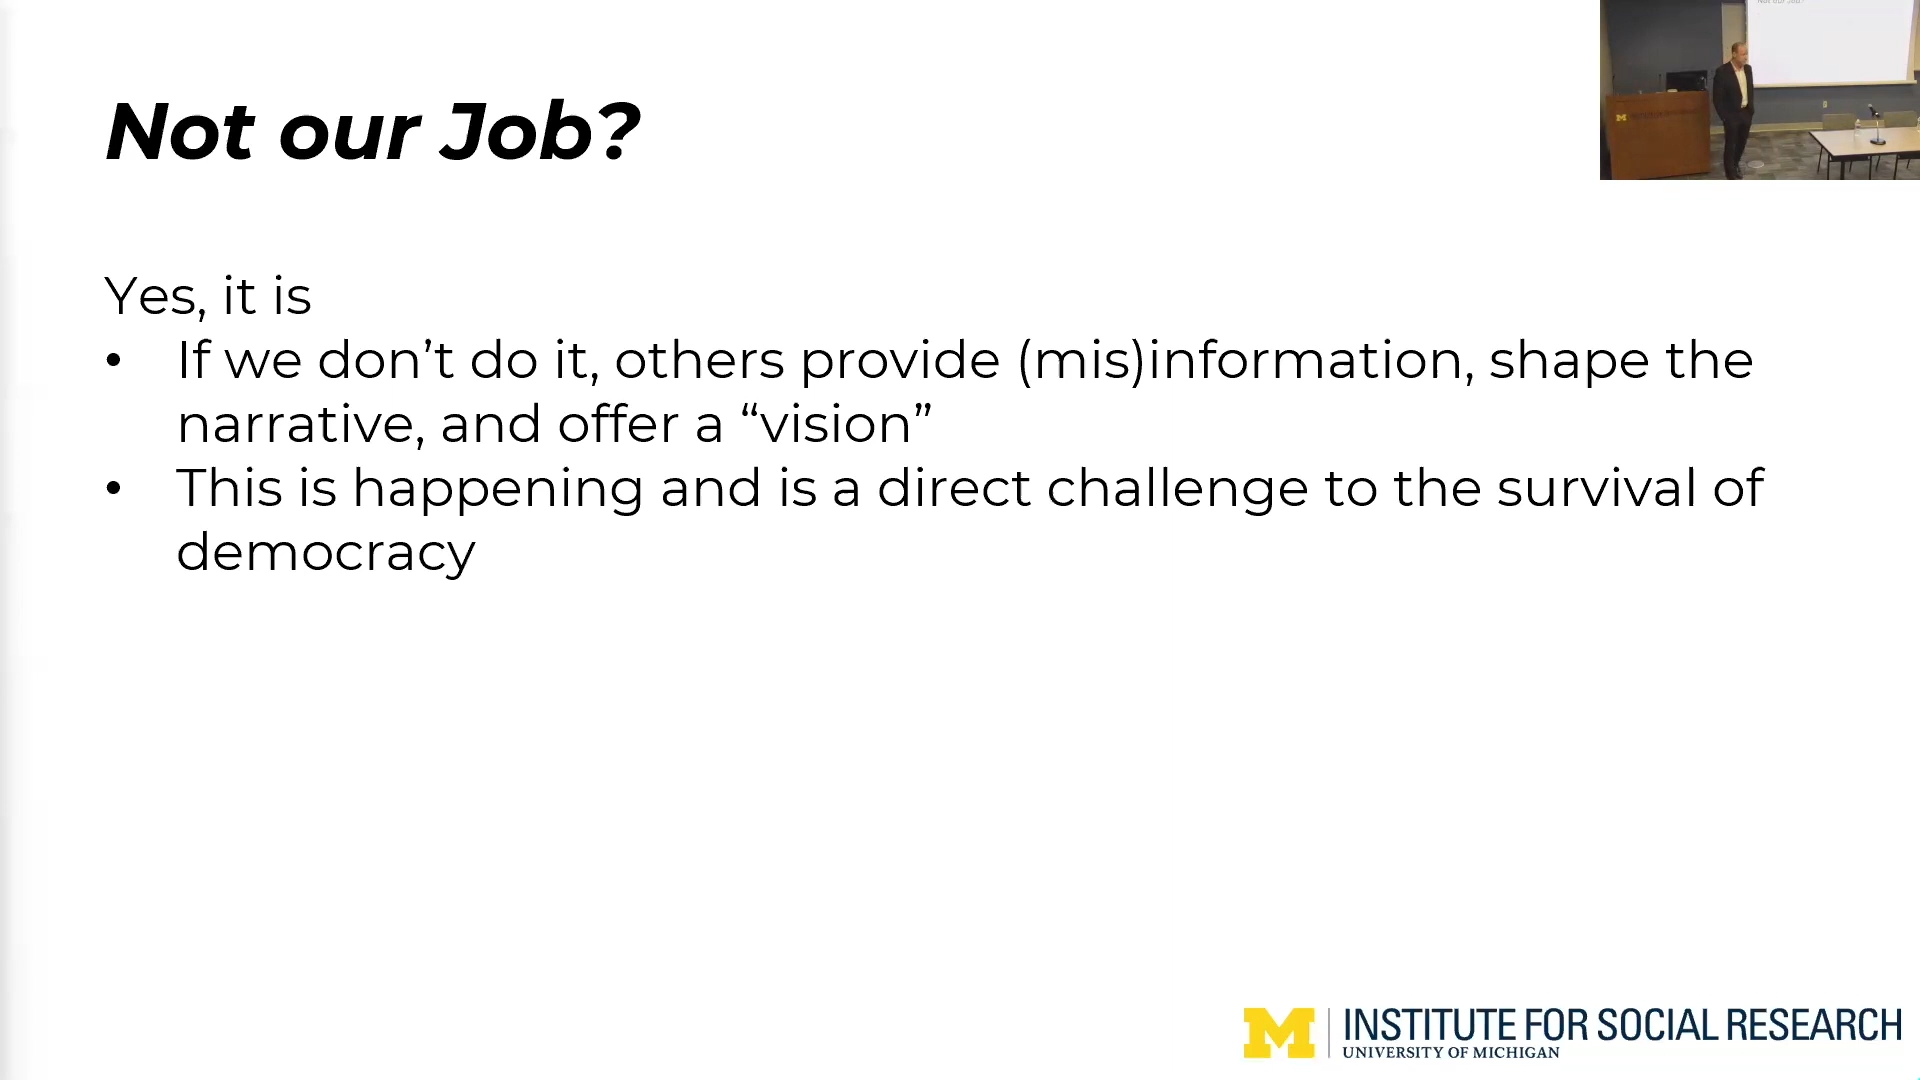 Not our Job?
Yes, it is
• If we don’t do it, others provide (mis)information, shape the
narrative, and offer a “vision”
• This is happening and is a direct challenge to the survival of
democracy
M INSTITUTE FOR SOCIAL RESEARCH
UNIVERSITY OF MICHIGAN